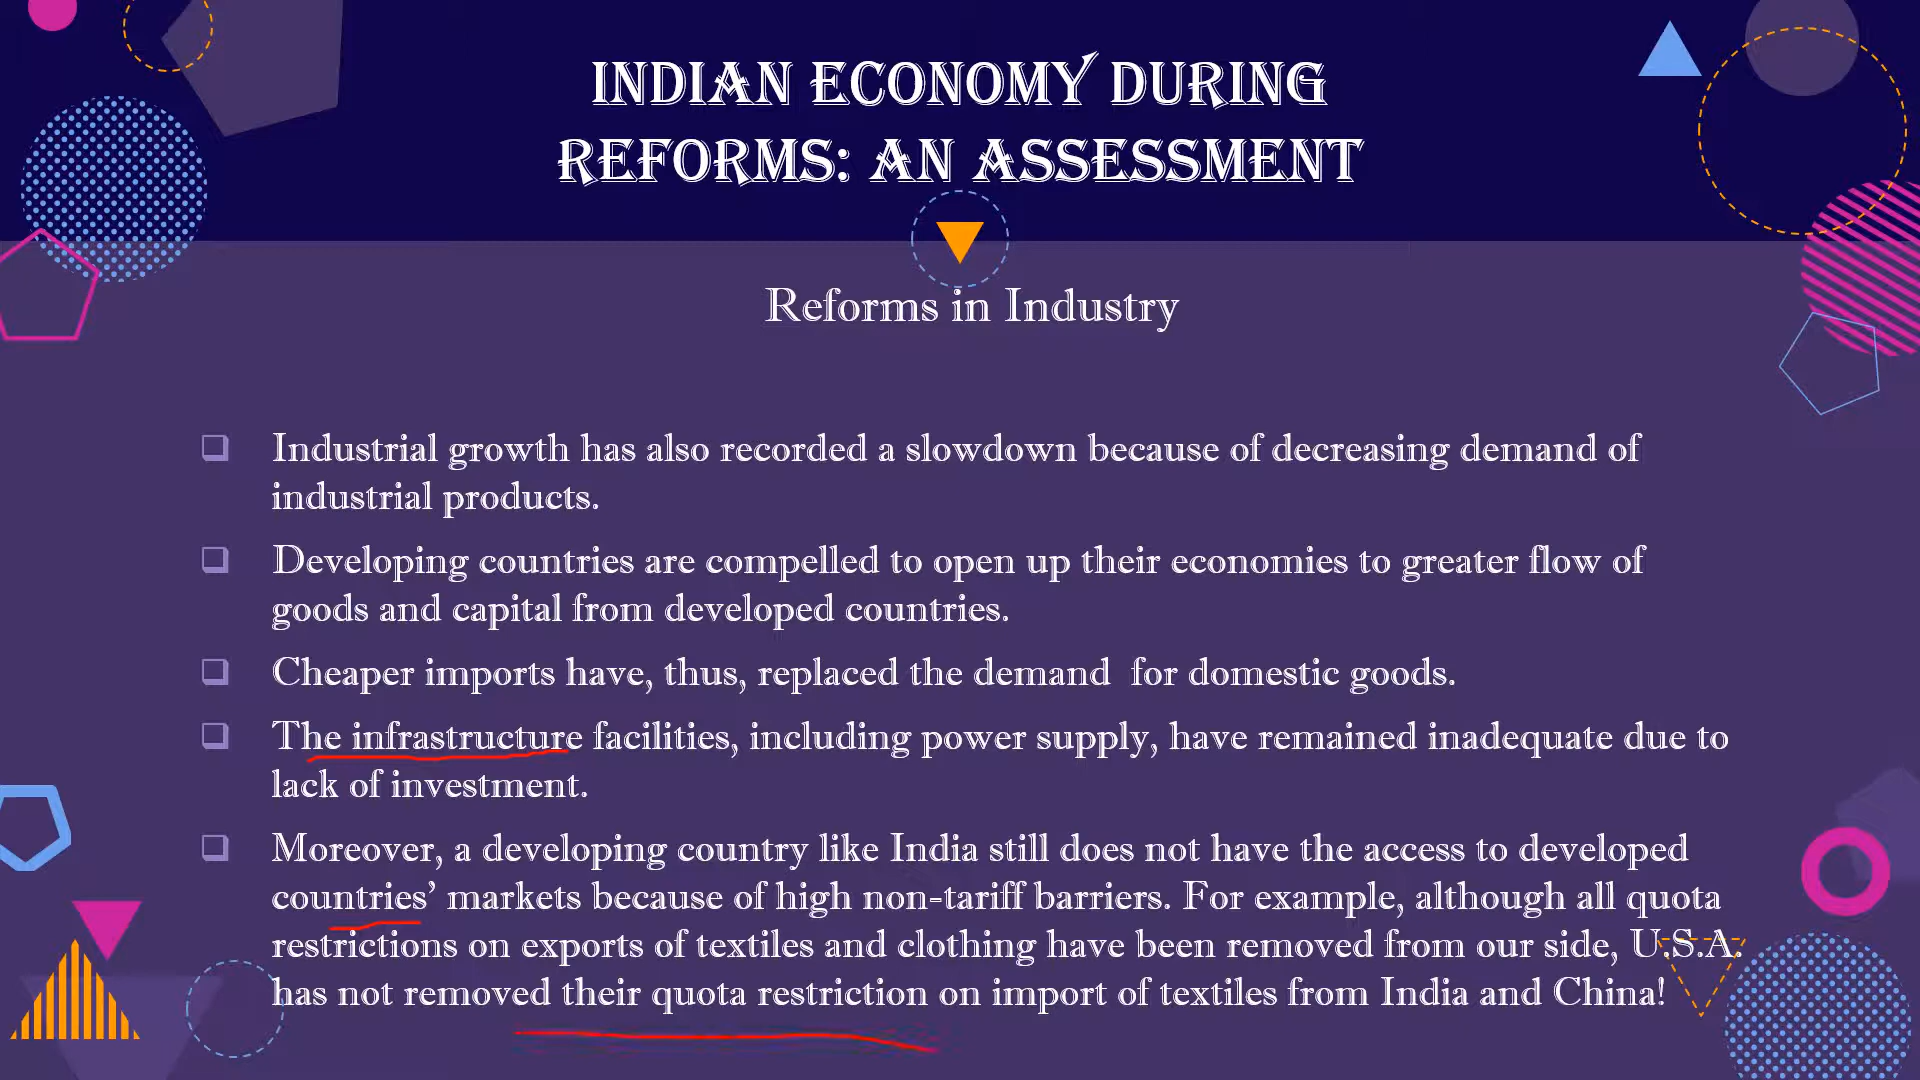 INDIAN ECONOMY DURING
REFORMS: AN ASSESSMENT
Reforms in Industry
Industrial growth has also recorded a slowdown because of decreasing demand of
industrial products.
Developing countries are compelled to open up their economies to greater flow of
goods and capital from developed countries.
Cheaper imports have, thus, replaced the demand for domestic goods.
The infrastructure facilities, including power supply, have remained inadequate due to
lack of investment.
Moreover, a developing country like India still does not have the access to developed
countries’ markets because of high non-tariff barriers. For example, although all quota
restrictions on exports of textiles and clothing have been removed from our side, U.S.A.
has not removed their quota restriction on import of textiles from India and China!